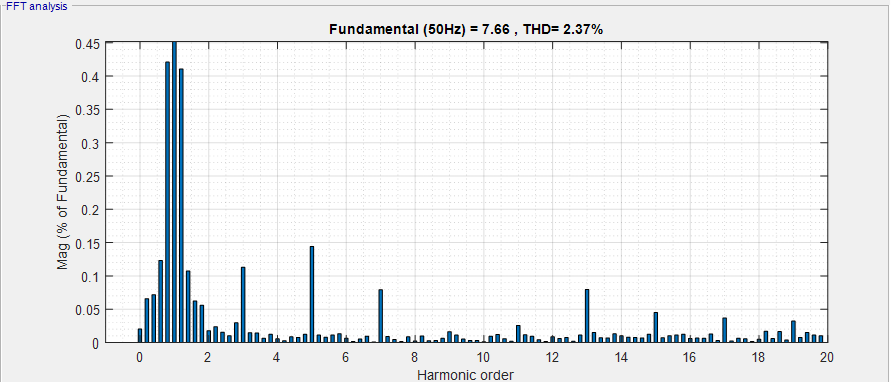 FFT analysis
Fundamental (50Hz) = 7.66 , THD= 2.37%
Mag (% of Fundamental)
0.45
0.4
0.35
0.3
0.25
0.2
0.15
0.1
0.05
0
0 2 4 6 8 10 12 14 16 18 20
Harmonic order